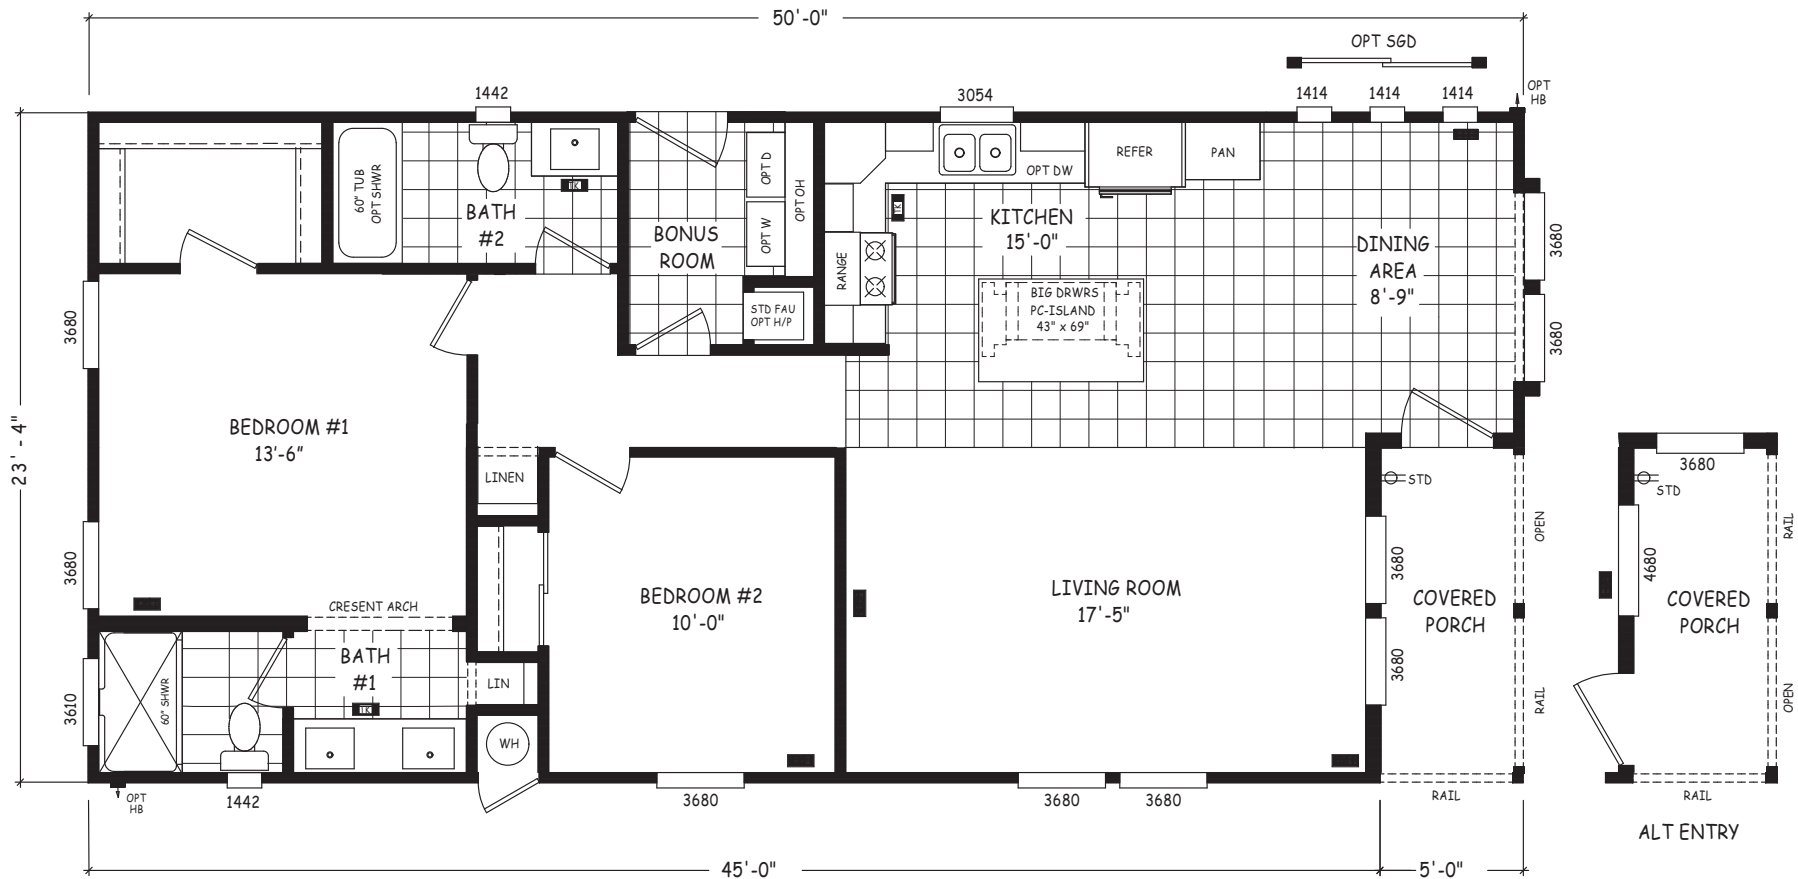 50'-0"
OPT SGD
1442
3054
1414
1414
1414
OPT
HB
60" TUB
OPT SHWR
TK
BATH
#2
BONUS
ROOM
OPT D
OPT W
OPT OH
STD FAU
OPT H/P
OPT DW
REFER
PAN
TK
KITCHEN
15'-0"
RANGE
BIG DRWRS
PC-ISLAND
43" x 69"
DINING
AREA
8'-9"
3680
3680
3680
23' - 4"
BEDROOM #1
13'-6"
LINEN
3680
CRESENT ARCH
BEDROOM #2
10'-0"
LIVING ROOM
17'-5"
STD
3680
3680
COVERED
PORCH
OPEN
RAIL
3680
STD
4680
COVERED
PORCH
RAIL
OPEN
3610
60" SHWR
BATH
#1
TK
LIN
WH
OPT
HB
1442
3680
3680
3680
RAIL
RAIL
ALT ENTRY
45'-0"
5'-0"